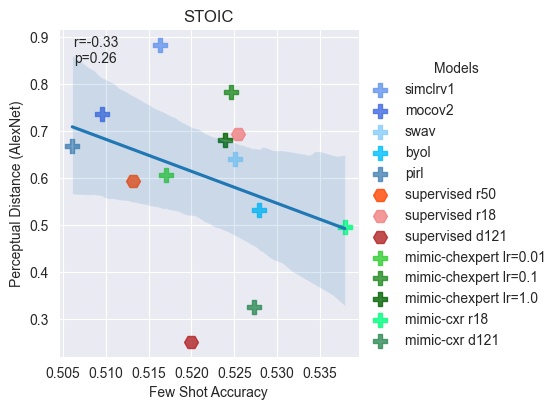 STOIC
r=-0.33
p=0.26
0.9
0.8
0.7
0.6
0.5
0.4
0.3
Perceptual Distance (AlexNet)
0.505 0.510 0.515 0.520 0.525 0.530 0.535
Few Shot Accuracy
Models
simclrv1
mocov2
swav
byol
pirl
supervised r50
supervised r18
supervised d121
mimic-chexpert lr=0.01
mimic-chexpert lr=0.1
mimic-chexpert lr=1.0
mimic-cxr r18
mimic-cxr d121